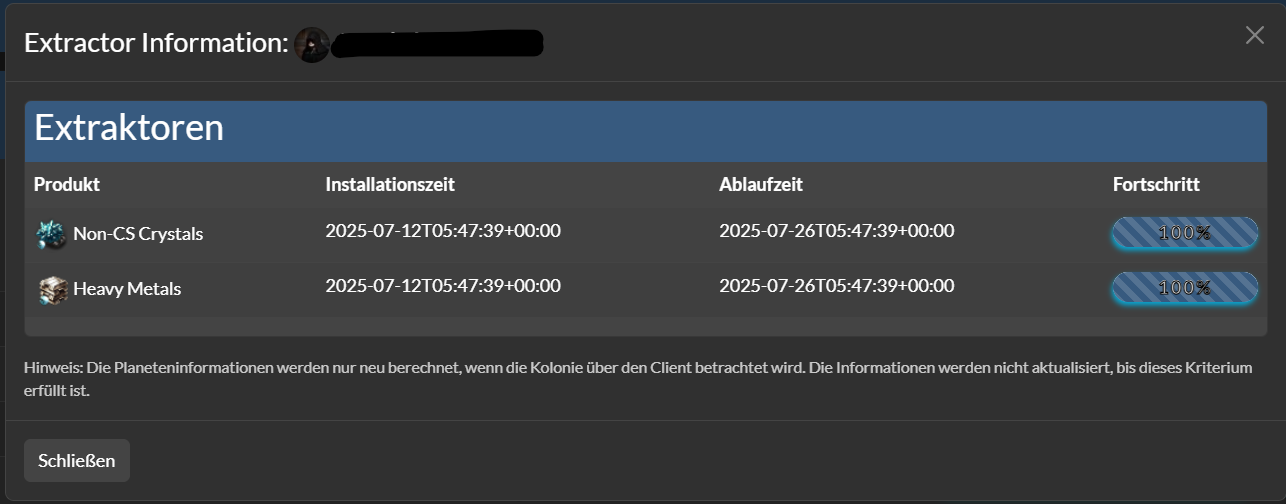 Extractor Information:
Extraktoren
Produkt Installationszeit Ablaufzeit Fortschritt
Non-CS Crystals 2025-07-12T05:47:39+00:00 2025-07-26T05:47:39+00:00 100%
Heavy Metals 2025-07-12T05:47:39+00:00 2025-07-26T05:47:39+00:00 100%
Hinweis: Die Planeteninformationen werden nur neu berechnet, wenn die Kolonie über den Client betrachtet wird. Die Informationen werden nicht aktualisiert, bis dieses Kriterium
erfüllt ist.
Schließen